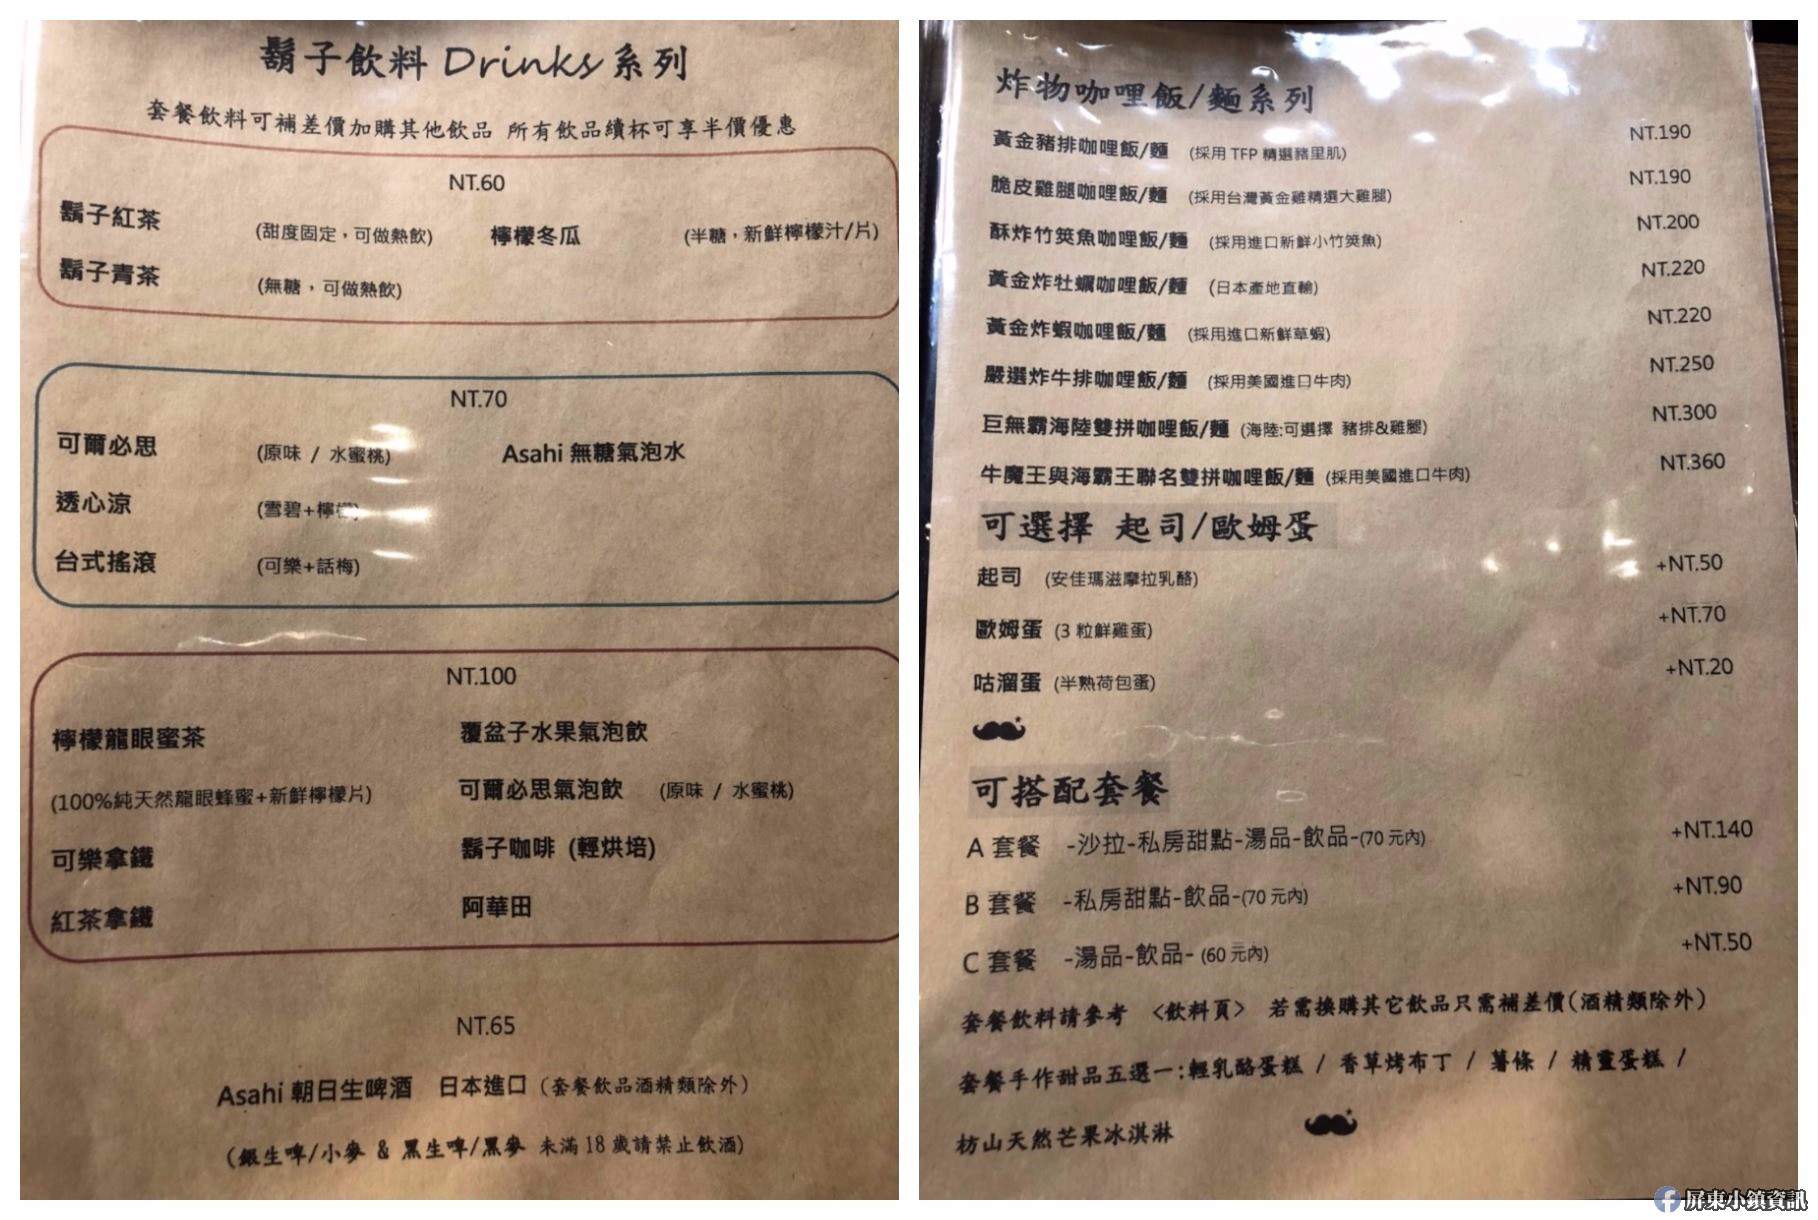 鬍子飲料 Drinks 系列
套餐飲料可補差價加購其他飲品 所有飲品續杯可享半價優惠
NT.60
鬍子紅茶 (甜度固定,可做熱飲) 檸檬冬瓜 (半糖,新鮮檸檬汁/片)
鬍子青茶 (無糖,可做熱飲)
NT.70
可爾必思 (原味 / 水蜜桃) Asahi 無糖氣泡水
透心涼 (雪碧+檸檬)
台式搖滾 (可樂+話梅)
NT.100
檸檬龍眼蜜茶 覆盆子水果氣泡飲
(100%純天然龍眼蜂蜜+新鮮檸檬片) 可爾必思氣泡飲 (原味 / 水蜜桃)
可樂拿鐵 鬍子咖啡 (輕烘培)
紅茶拿鐵 阿華田
NT.65
Asahi 朝日生啤酒 日本進口 (套餐飲品酒精類除外)
(銀生啤/小麥 & 黑生啤/黑麥 未滿 18 歲請禁止飲酒)
炸物咖哩飯/麵系列
黃金豬排咖哩飯/麵 (採用 TFP 精選豬里肌) NT.190
脆皮雞腿咖哩飯/麵 (採用台灣黃金雞精選大雞腿) NT.190
酥炸竹筴魚咖哩飯/麵 (採用進口新鮮小竹筴魚) NT.200
黃金炸牡蠣咖哩飯/麵 (日本產地直輸) NT.220
黃金炸蝦咖哩飯/麵 (採用進口新鮮草蝦) NT.220
嚴選炸牛排咖哩飯/麵 (採用美國進口牛肉) NT.250
巨無霸海陸雙拼咖哩飯/麵 (海陸:可選擇 豬排&雞腿) NT.300
牛魔王與海霸王聯名雙拼咖哩飯/麵 (採用美國進口牛肉) NT.360
可選擇 起司/歐姆蛋
起司 (安佳瑪滋摩拉乳酪) +NT.50
歐姆蛋 (3 粒鮮雞蛋) +NT.70
咕溜蛋 (半熟荷包蛋) +NT.20
可搭配套餐
A 套餐 -沙拉-私房甜點-湯品-飲品-(70 元內) +NT.140
B 套餐 -私房甜點-飲品-(70 元內) +NT.90
C 套餐 -湯品-飲品- (60 元內) +NT.50
套餐飲料請參考 <飲料頁> 若需換購其它飲品只需補差價(酒精類除外)
套餐手作甜品五選一:輕乳酪蛋糕 / 香草烤布丁 / 薯條 / 精靈蛋糕 /
枋山天然芒果冰淇淋
屏東小鎮資訊